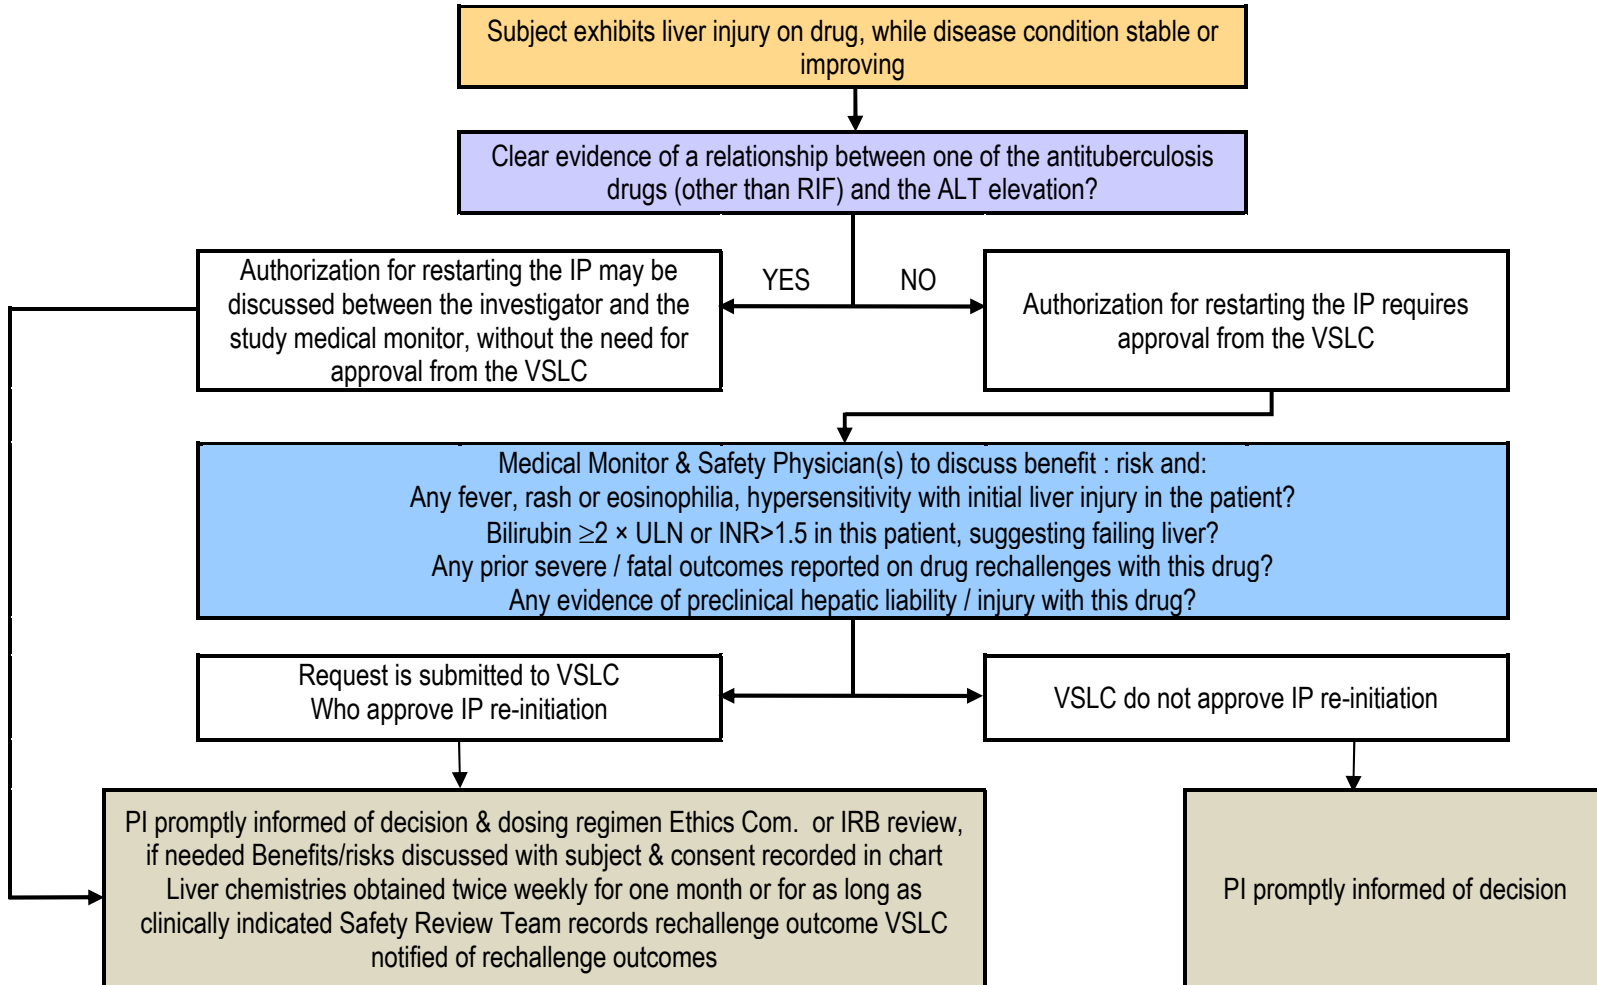 Subject exhibits liver injury on drug, while disease condition stable or
improving
Clear evidence of a relationship between one of the antituberculosis
drugs (other than RIF) and the ALT elevation?
YES
NO
Authorization for restarting the IP may be
discussed between the investigator and the
study medical monitor, without the need for
approval from the VSLC
Authorization for restarting the IP requires
approval from the VSLC
Medical Monitor & Safety Physician(s) to discuss benefit : risk and:
Any fever, rash or eosinophilia, hypersensitivity with initial liver injury in the patient?
Bilirubin ≥2 × ULN or INR>1.5 in this patient, suggesting failing liver?
Any prior severe / fatal outcomes reported on drug rechallenges with this drug?
Any evidence of preclinical hepatic liability / injury with this drug?
Request is submitted to VSLC
Who approve IP re-initiation
VSLC do not approve IP re-initiation
PI promptly informed of decision & dosing regimen Ethics Com. or IRB review,
if needed Benefits/risks discussed with subject & consent recorded in chart
Liver chemistries obtained twice weekly for one month or for as long as
clinically indicated Safety Review Team records rechallenge outcome VSLC
notified of rechallenge outcomes
PI promptly informed of decision